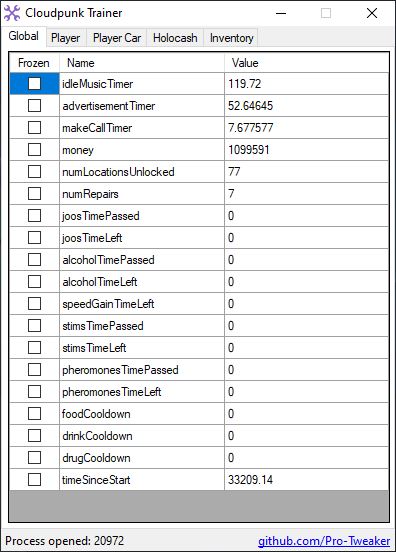 Cloudpunk Trainer
Global Player Player Car Holocash Inventory
Frozen Name Value
idleMusicTimer 119.72
advertisementTimer 52.64645
makeCallTimer 7.677577
money 1099591
numLocationsUnlocked 77
numRepairs 7
joosTimePassed 0
joosTimeLeft 0
alcoholTimePassed 0
alcoholTimeLeft 0
speedGainTimeLeft 0
stimsTimePassed 0
stimsTimeLeft 0
pheromonesTimePassed 0
pheromonesTimeLeft 0
foodCooldown 0
drinkCooldown 0
drugCooldown 0
timeSinceStart 33209.14
Process opened: 20972 github.com/Pro-Tweaker